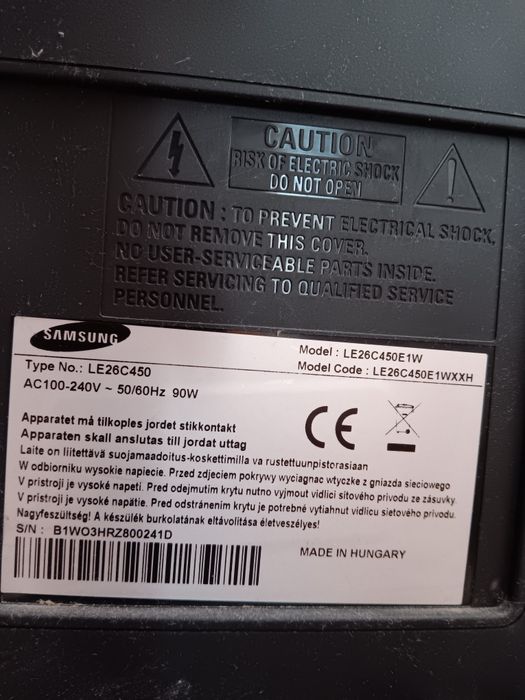 CAUTION
RISK OF ELECTRIC SHOCK
DO NOT OPEN
CAUTION : TO PREVENT ELECTRICAL SHOCK,
DO NOT REMOVE THIS COVER.
NO USER-SERVICEABLE PARTS INSIDE.
REFER SERVICING TO QUALIFIED SERVICE
PERSONNEL.
SAMSUNG
Model : LE26C450E1W
Type No.: LE26C450
Model Code : LE26C450E1WXXH
AC100-240V ~ 50/60Hz 90W
CE
Apparatet må tilkoples jordet stikkontakt
Apparaten skall anslutas till jordat uttag
Laite on liitettävä suojamaadoitus-koskettimilla va rustettuunpistorasiaan
W odbiorniku wysokie napiecie. Przed zdjeciem pokrywy wyciagnac wtyczke z gniazda sieciowego
V pristroji je vysoké napeti. Pred odejmutim krytu nutno vyjmout vidlici sitového privodu ze zásuvky.
V pristroji je vysoké napätie. Pred odstránením krytu je potrebné vytiahnut vidlicu sietového privodu.
Nagyfeszültség! A készülék burkolatának eltávolítása életveszélyes!
S/N : B1WO3HRZ800241D
MADE IN HUNGARY